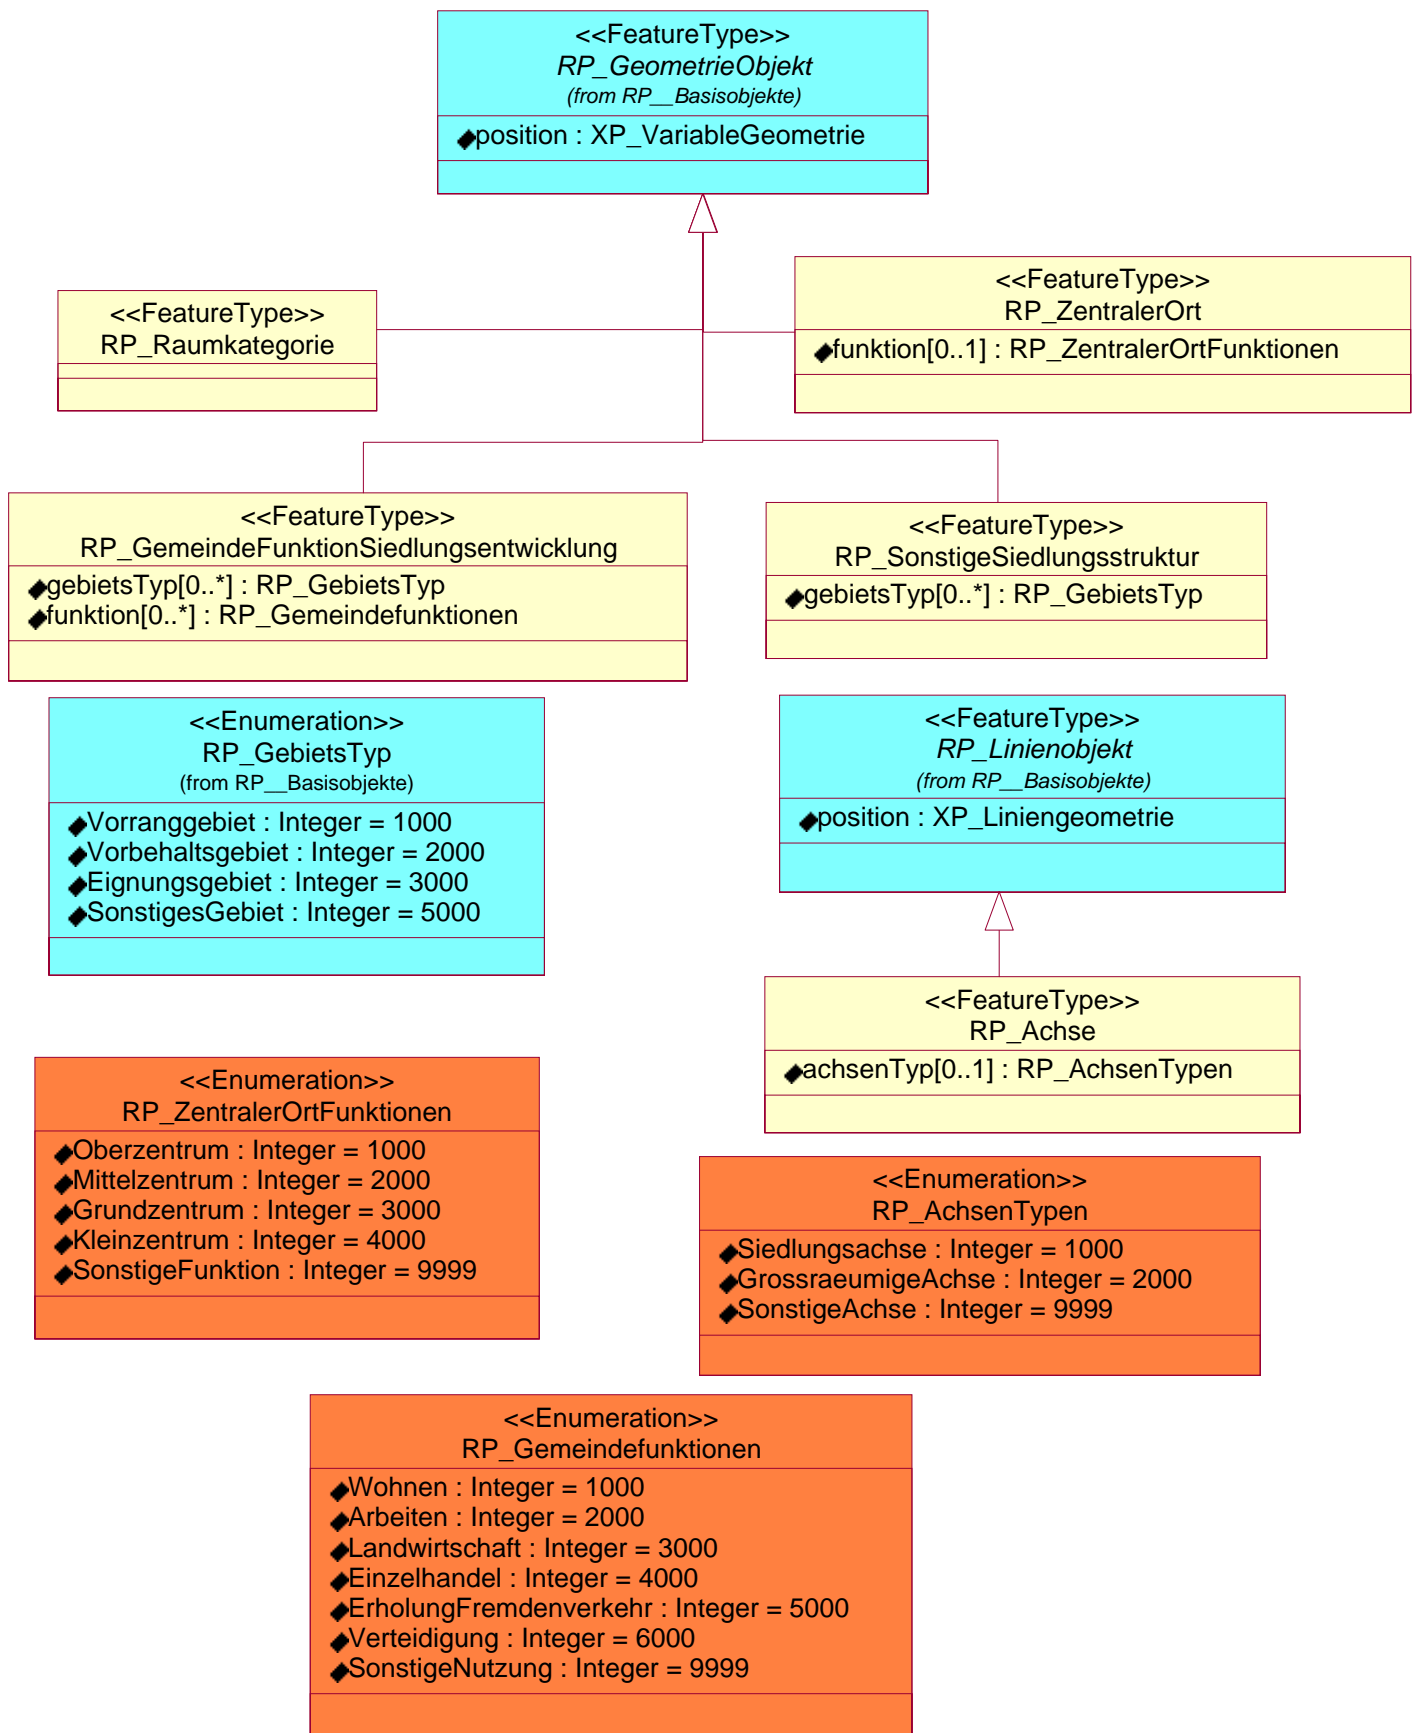 <<FeatureType>>
RP_GeometrieObjekt
(from RP__Basisobjekte)
position : XP_VariableGeometrie
<<FeatureType>>
RP_Raumkategorie
<<FeatureType>>
RP_ZentralerOrt
funktion[0..1] : RP_ZentralerOrtFunktionen
<<FeatureType>>
RP_GemeindeFunktionSiedlungsentwicklung
gebietsTyp[0..*] : RP_GebietsTyp
funktion[0..*] : RP_Gemeindefunktionen
<<FeatureType>>
RP_SonstigeSiedlungsstruktur
gebietsTyp[0..*] : RP_GebietsTyp
<<Enumeration>>
RP_GebietsTyp
(from RP__Basisobjekte)
Vorranggebiet : Integer = 1000
Vorbehaltsgebiet : Integer = 2000
Eignungsgebiet : Integer = 3000
SonstigesGebiet : Integer = 5000
<<FeatureType>>
RP_Linienobjekt
(from RP__Basisobjekte)
position : XP_Liniengeometrie
<<FeatureType>>
RP_Achse
achsenTyp[0..1] : RP_AchsenTypen
<<Enumeration>>
RP_ZentralerOrtFunktionen
Oberzentrum : Integer = 1000
Mittelzentrum : Integer = 2000
Grundzentrum : Integer = 3000
Kleinzentrum : Integer = 4000
SonstigeFunktion : Integer = 9999
<<Enumeration>>
RP_AchsenTypen
Siedlungsachse : Integer = 1000
GrossraeumigeAchse : Integer = 2000
SonstigeAchse : Integer = 9999
<<Enumeration>>
RP_Gemeindefunktionen
Wohnen : Integer = 1000
Arbeiten : Integer = 2000
Landwirtschaft : Integer = 3000
Einzelhandel : Integer = 4000
ErholungFremdenverkehr : Integer = 5000
Verteidigung : Integer = 6000
SonstigeNutzung : Integer = 9999